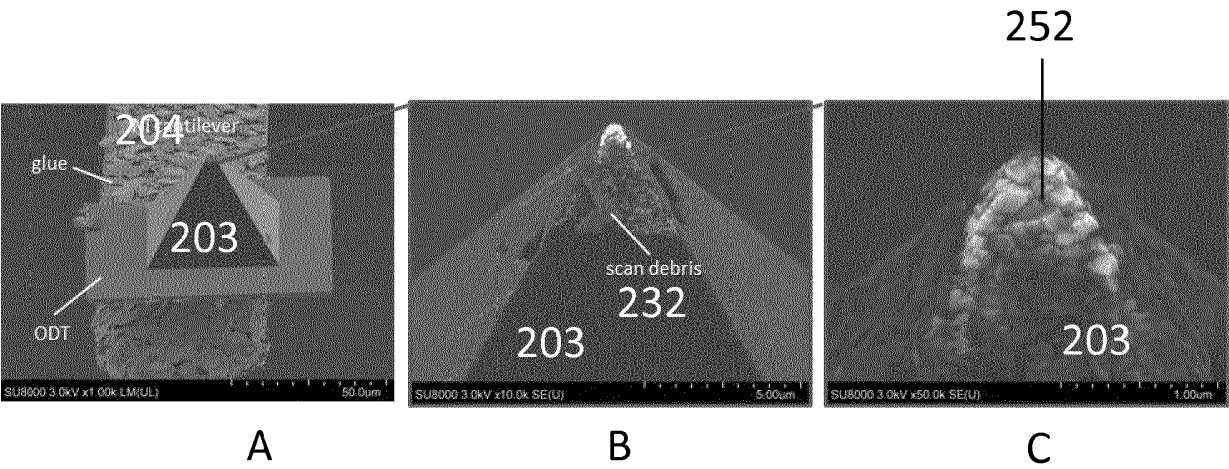 252
204 cantilever
glue
203
ODT
SU8000 3.0kV x1.00k LM(UL) 50.0um
scan debris
232
203
SU8000 3.0kV x10.0k SE(U) 5.00um
203
SU8000 3.0kV x50.0k SE(U) 1.00um
A
B
C